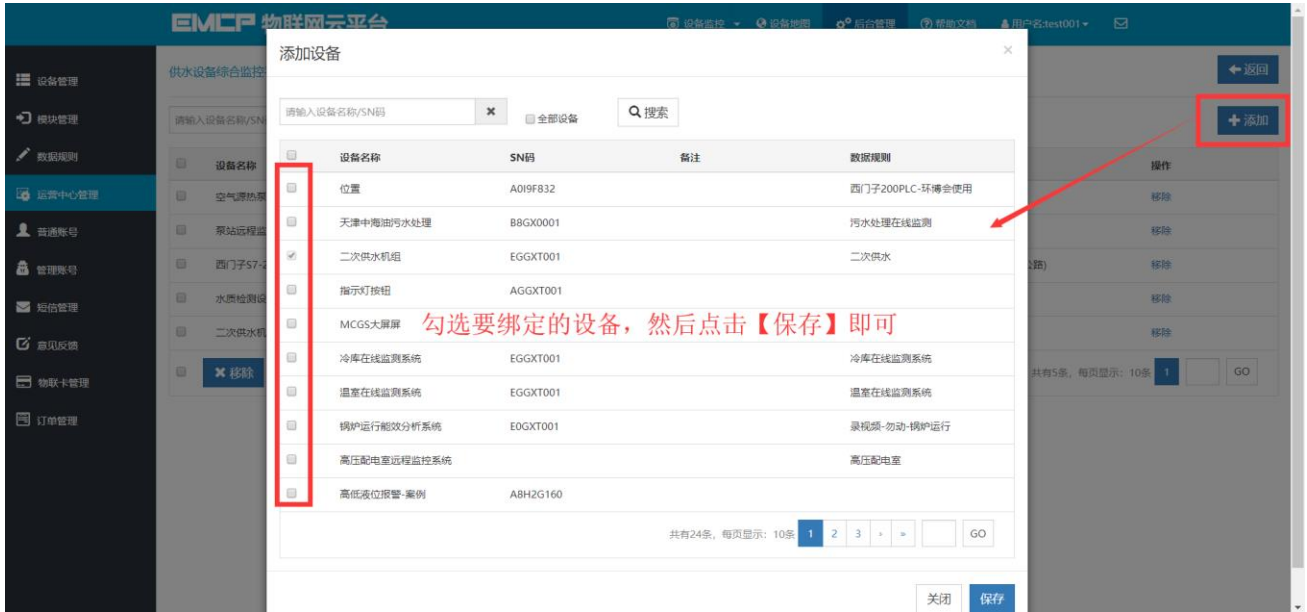 EMCP 物联网云平台
设备监控 设备地图 后台管理 帮助文档 用户名:test001
设备管理
模块管理
数据规则
运营中心管理
普通账号
管理账号
短信管理
意见反馈
物联卡管理
订单管理
供水设备综合监控
返回
请输入设备名称/SN
添加
设备名称 操作
空气源热泵 移除
泵站远程监 移除
西门子S7-2 公路) 移除
水质检测设 移除
二次供水机 移除
移除 共有5条, 每页显示: 10条 1 GO
添加设备 ×
请输入设备名称/SN码 全部设备 搜索
设备名称 SN码 备注 数据规则
位置 A0I9F832 西门子200PLC-环博会使用
天津中海油污水处理 B8GX0001 污水处理在线监测
二次供水机组 EGGXT001 二次供水
指示灯按钮 AGGXT001
MCGS大屏屏
勾选要绑定的设备，然后点击【保存】即可
冷库在线监测系统 EGGXT001 冷库在线监测系统
温室在线监测系统 EGGXT001 温室在线监测系统
锅炉运行能效分析系统 E0GXT001 录视频-勿动-锅炉运行
高压配电室远程监控系统 高压配电室
高低液位报警-案例 A8H2G160
共有24条, 每页显示: 10条 1 2 3 › » GO
关闭 保存